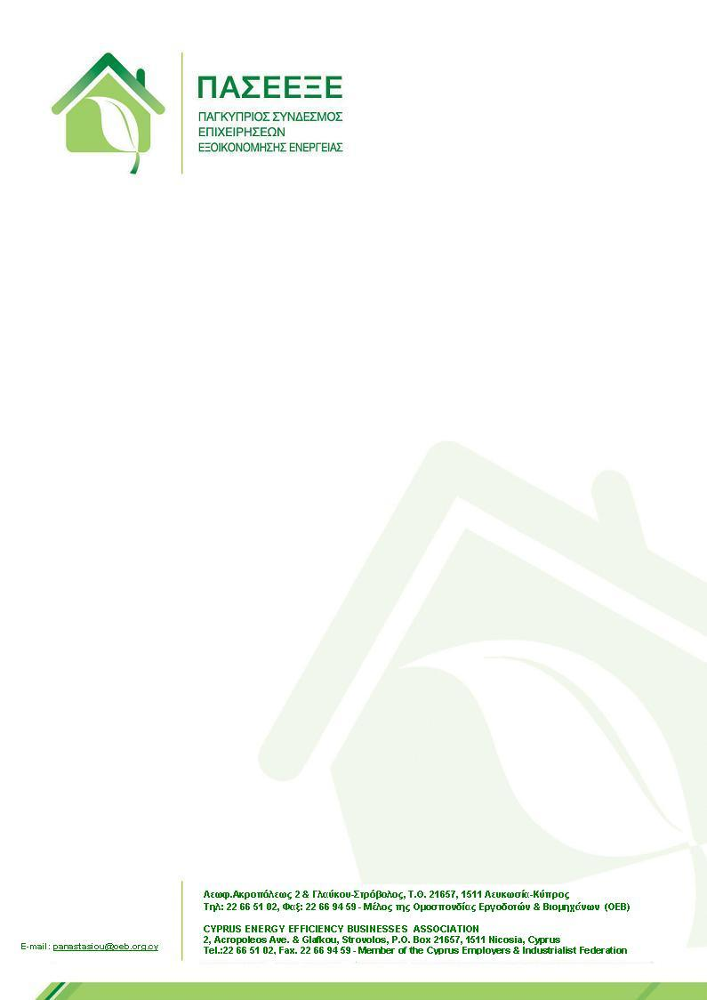 ΠΑΣΕΕΞΕ
ΠΑΓΚΥΠΡΙΟΣ ΣΥΝΔΕΣΜΟΣ
ΕΠΙΧΕΙΡΗΣΕΩΝ
ΕΞΟΙΚΟΝΟΜΗΣΗΣ ΕΝΕΡΓΕΙΑΣ
Λεωφ.Ακροπόλεως 2 & Γλαύκου-Στρόβολος, Τ.Θ. 21657, 1511 Λευκωσία-Κύπρος
Τηλ: 22 66 51 02, Φαξ: 22 66 94 59 - Μέλος της Ομοσπονδίας Εργοδοτών & Βιομηχάνων (ΟΕΒ)
CYPRUS ENERGY EFFICIENCY BUSINESSES ASSOCIATION
2, Acropoleos Ave. & Glafkou, Strovolos, P.O. Box 21657, 1511 Nicosia, Cyprus
Tel.:22 66 51 02, Fax. 22 66 94 59 - Member of the Cyprus Employers & Industrialist Federation
E-mail: panastasiou@oeb.org.cy